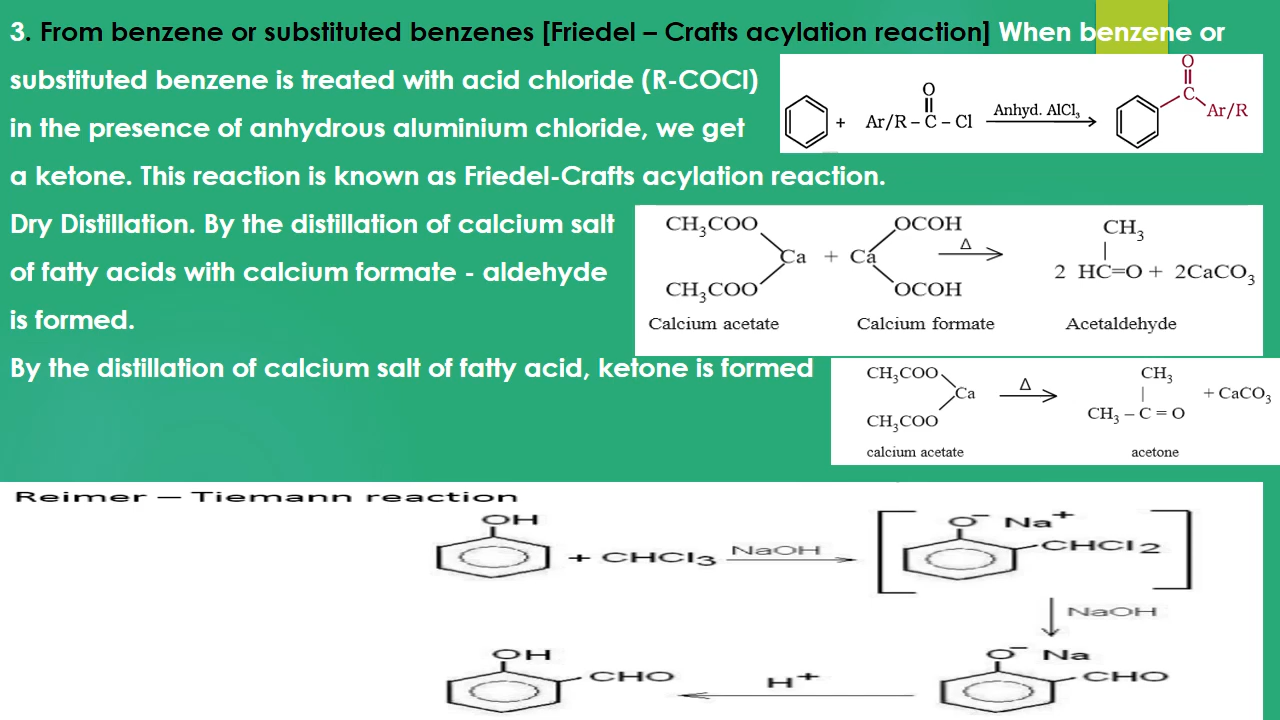 3. From benzene or substituted benzenes [Friedel – Crafts acylation reaction] When benzene or
substituted benzene is treated with acid chloride (R-COCl)
in the presence of anhydrous aluminium chloride, we get
a ketone. This reaction is known as Friedel-Crafts acylation reaction.
O
+ Ar/R – C – Cl
Anhyd. AlCl₃
O
C
Ar/R
Dry Distillation. By the distillation of calcium salt
of fatty acids with calcium formate - aldehyde
is formed.
CH₃COO OCOH CH₃
Ca + Ca Δ
2 HC=O + 2CaCO₃
CH₃COO OCOH
Calcium acetate Calcium formate Acetaldehyde
By the distillation of calcium salt of fatty acid, ketone is formed
CH₃COO Δ CH₃
Ca + CaCO₃
CH₃COO CH₃ – C = O
calcium acetate acetone
Reimer – Tiemann reaction
OH O⁻ Na⁺
+ CHCl₃ NaOH CHCl₂
NaOH
OH O⁻ Na
CHO H⁺ CHO